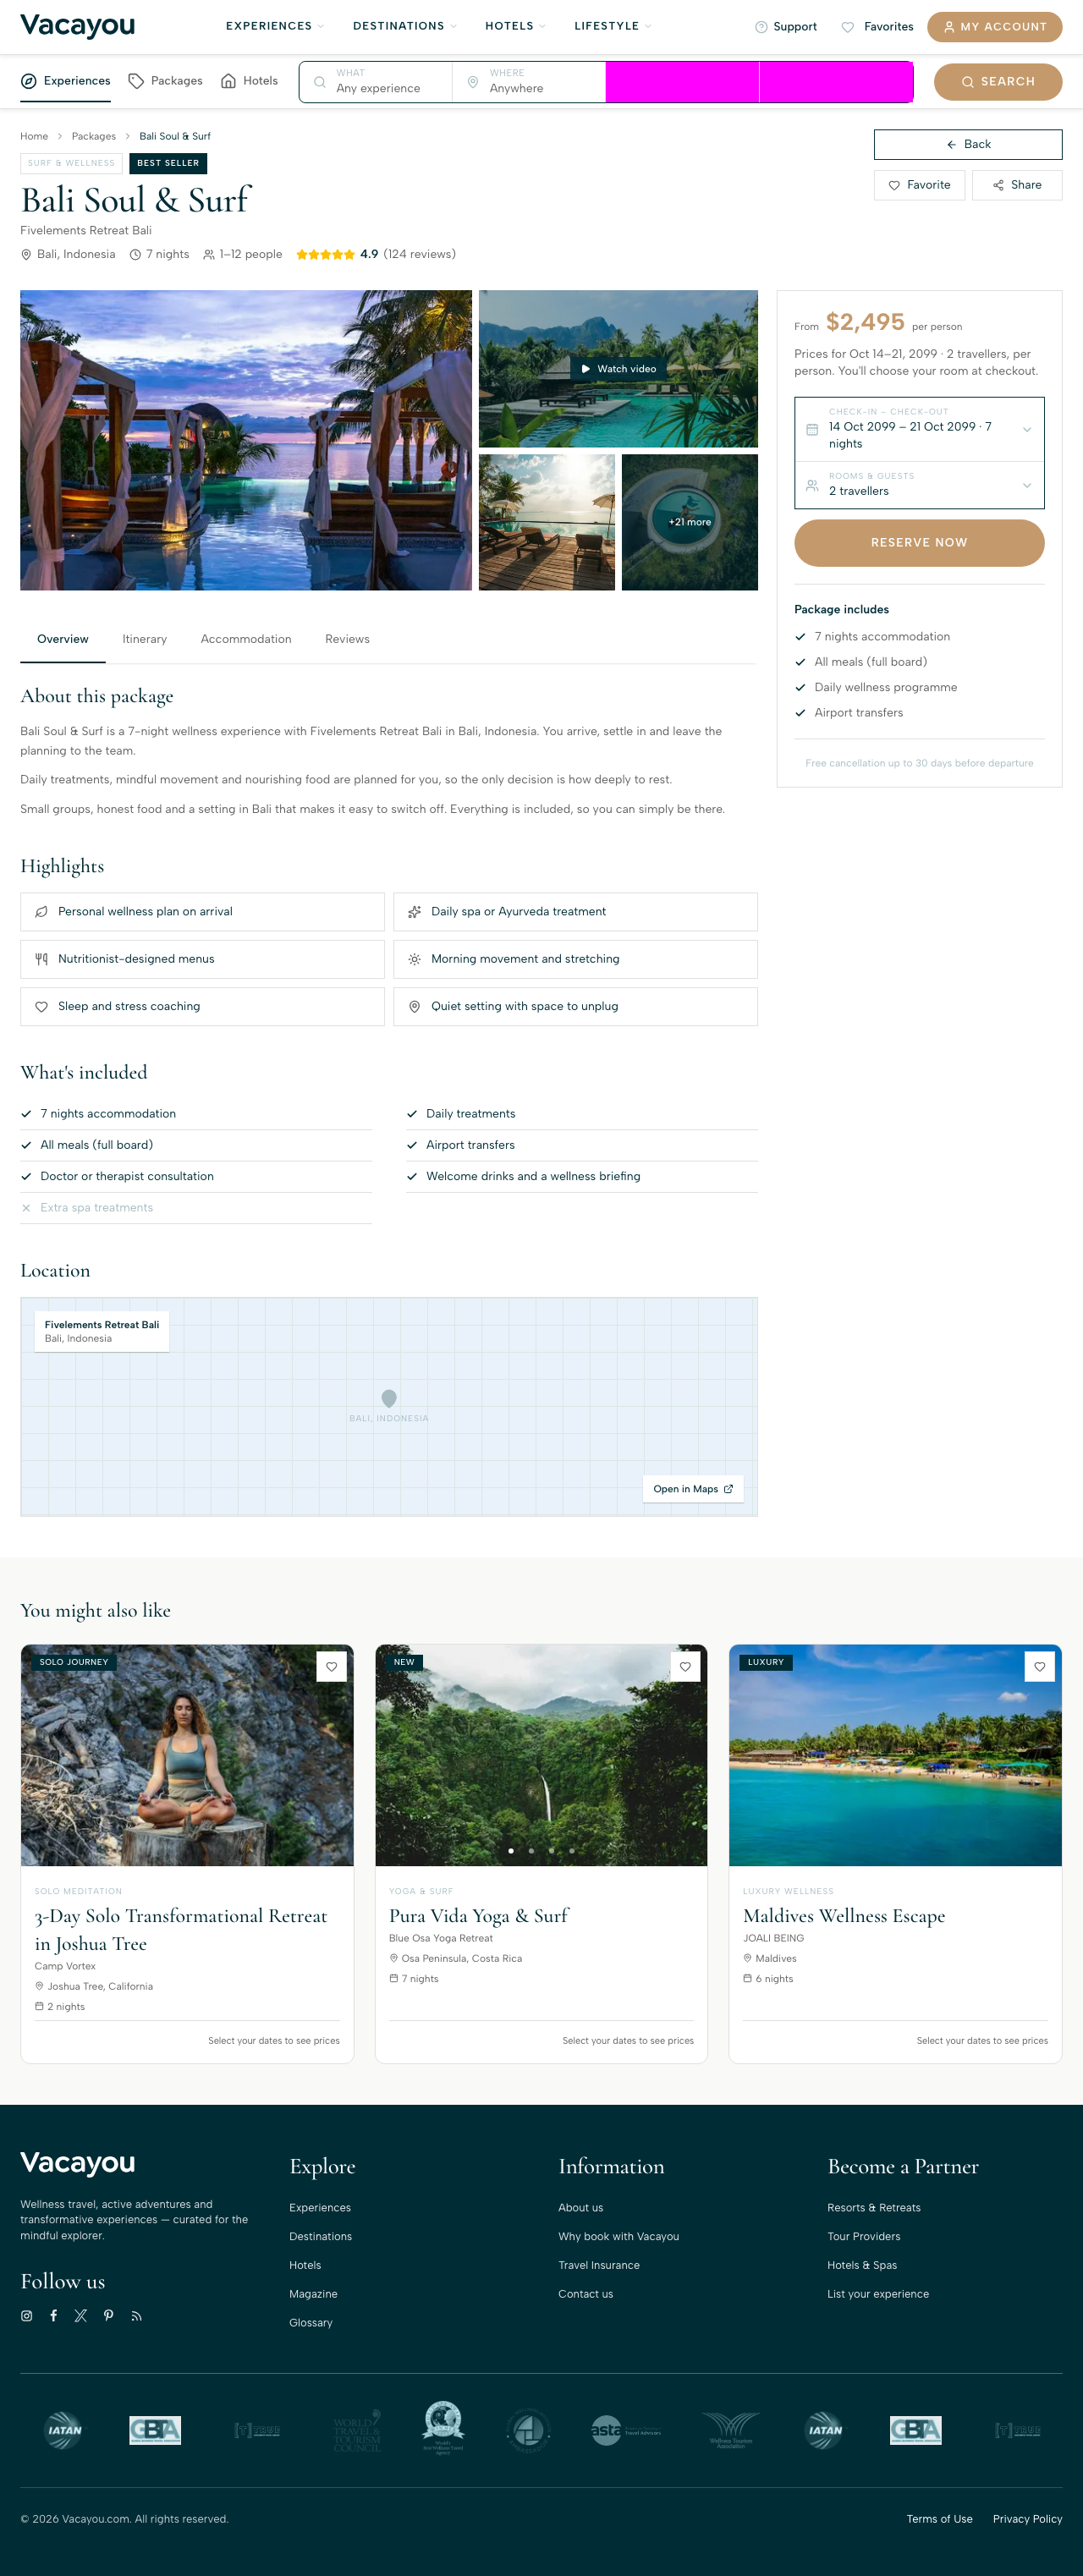 Vacayou
EXPERIENCES
DESTINATIONS
HOTELS
LIFESTYLE
Support
Favorites
MY ACCOUNT
Experiences
Packages
Hotels
WHAT
Any experience
WHERE
Anywhere
SEARCH
Home > Packages > Bali Soul & Surf
Back
SURF & WELLNESS
BEST SELLER
Favorite
Share
Bali Soul & Surf
Fivelements Retreat Bali
Bali, Indonesia
7 nights
1–12 people
4.9 (124 reviews)
Watch video
+21 more
From $2,495 per person
Prices for Oct 14–21, 2099 · 2 travellers, per
person. You'll choose your room at checkout.
CHECK-IN – CHECK-OUT
14 Oct 2099 – 21 Oct 2099 · 7
nights
ROOMS & GUESTS
2 travellers
RESERVE NOW
Package includes
7 nights accommodation
All meals (full board)
Daily wellness programme
Airport transfers
Free cancellation up to 30 days before departure
Overview
Itinerary
Accommodation
Reviews
About this package
Bali Soul & Surf is a 7-night wellness experience with Fivelements Retreat Bali in Bali, Indonesia. You arrive, settle in and leave the
planning to the team.
Daily treatments, mindful movement and nourishing food are planned for you, so the only decision is how deeply to rest.
Small groups, honest food and a setting in Bali that makes it easy to switch off. Everything is included, so you can simply be there.
Highlights
Personal wellness plan on arrival
Daily spa or Ayurveda treatment
Nutritionist-designed menus
Morning movement and stretching
Sleep and stress coaching
Quiet setting with space to unplug
What's included
7 nights accommodation
Daily treatments
All meals (full board)
Airport transfers
Doctor or therapist consultation
Welcome drinks and a wellness briefing
Extra spa treatments
Location
Fivelements Retreat Bali
Bali, Indonesia
BALI, INDONESIA
Open in Maps
You might also like
SOLO JOURNEY
SOLO MEDITATION
3-Day Solo Transformational Retreat
in Joshua Tree
Camp Vortex
Joshua Tree, California
2 nights
Select your dates to see prices
NEW
YOGA & SURF
Pura Vida Yoga & Surf
Blue Osa Yoga Retreat
Osa Peninsula, Costa Rica
7 nights
Select your dates to see prices
LUXURY
LUXURY WELLNESS
Maldives Wellness Escape
JOALI BEING
Maldives
6 nights
Select your dates to see prices
Vacayou
Wellness travel, active adventures and
transformative experiences — curated for the
mindful explorer.
Follow us
Explore
Experiences
Destinations
Hotels
Magazine
Glossary
Information
About us
Why book with Vacayou
Travel Insurance
Contact us
Become a Partner
Resorts & Retreats
Tour Providers
Hotels & Spas
List your experience
IATAN
GBTA
[T] TRUE
WORLD
TRAVEL &
TOURISM
COUNCIL
asta
Travel Advisors
Wellness Tourism
Association
IATAN
GBTA
[T] TRUE
© 2026 Vacayou.com. All rights reserved.
Terms of Use
Privacy Policy